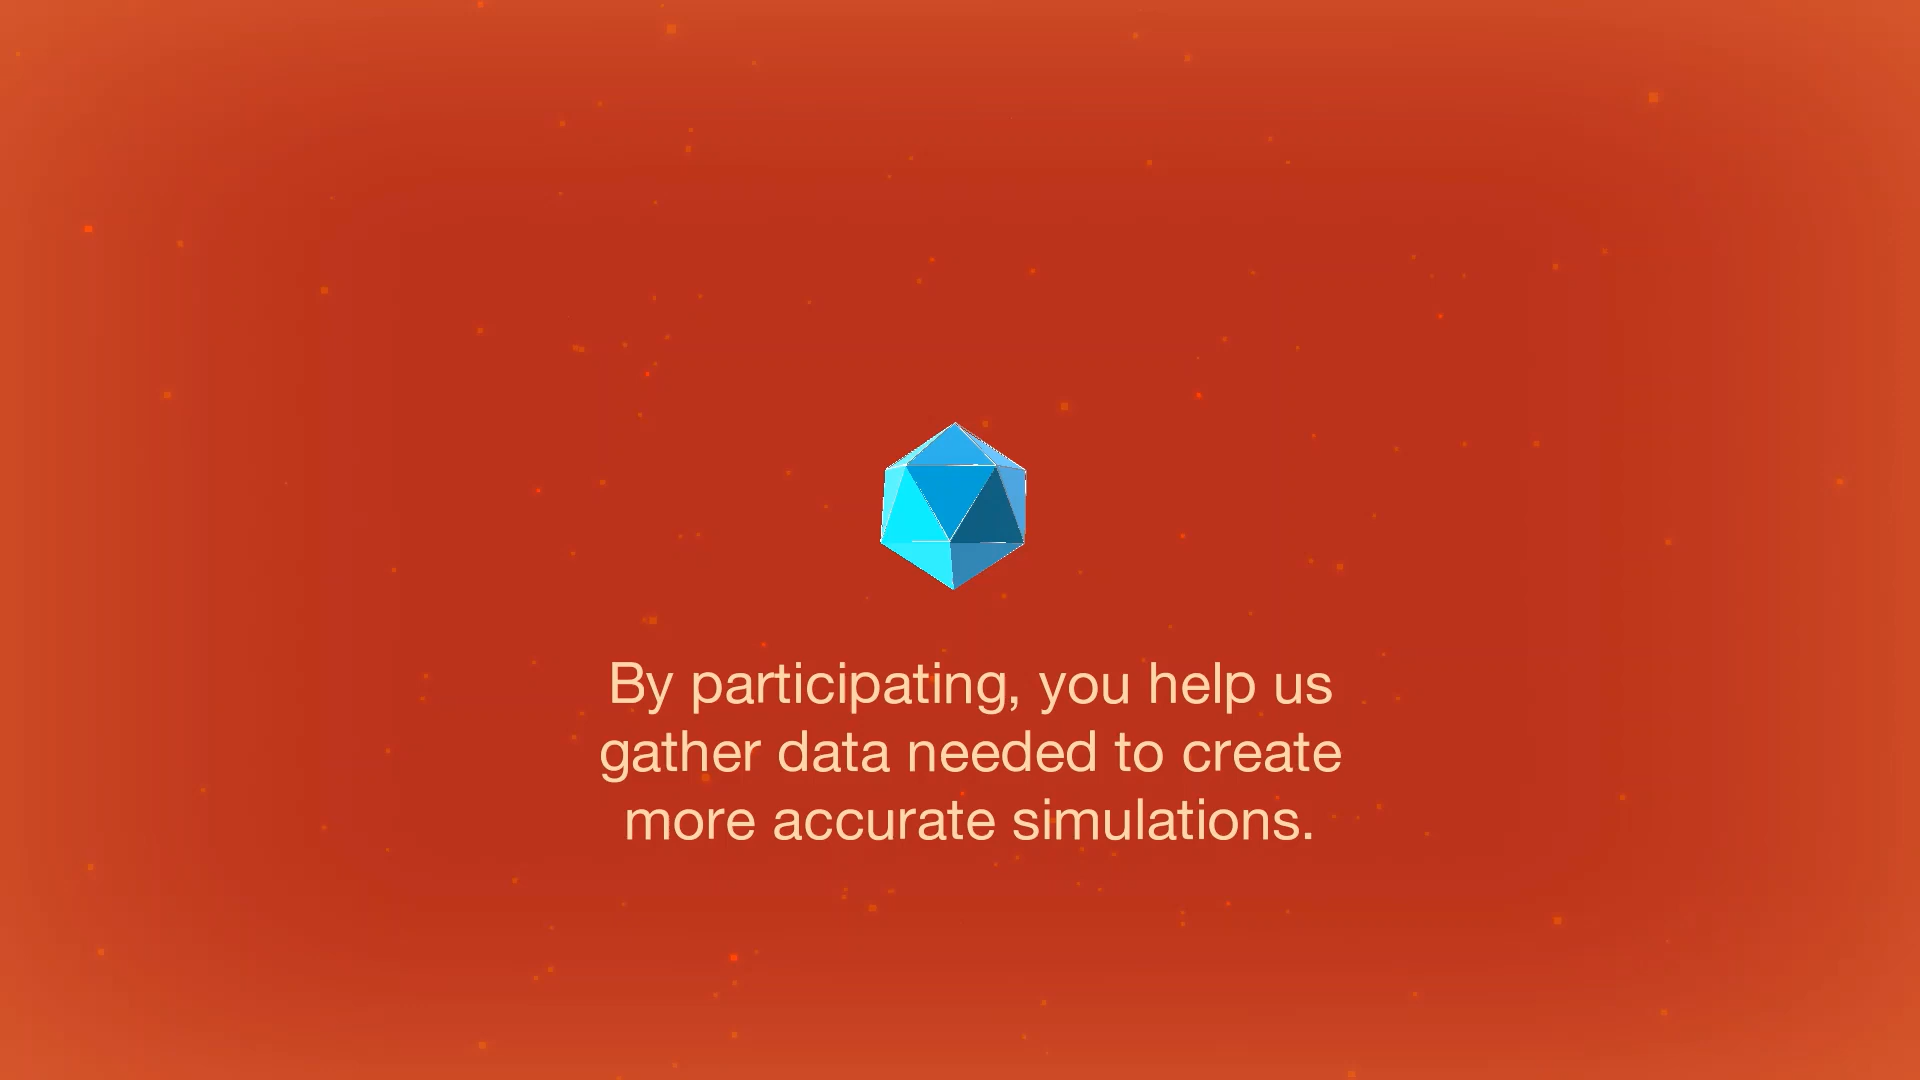 By participating, you help us
gather data needed to create
more accurate simulations.